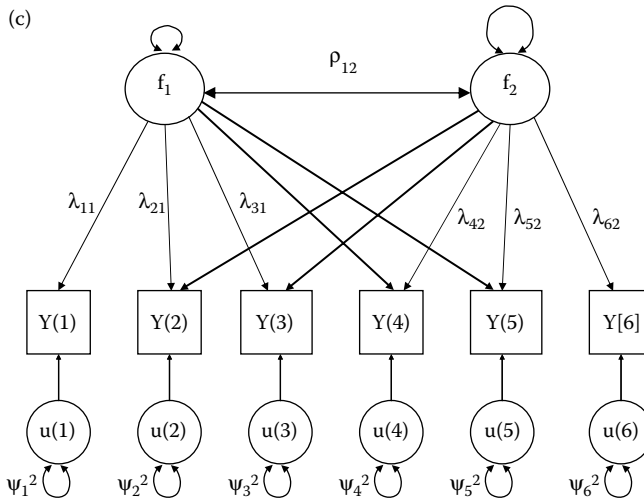 (c)
ρ₁₂
f₁ f₂
λ₁₁ λ₂₁ λ₃₁ λ₄₂ λ₅₂ λ₆₂
Y(1) Y(2) Y(3) Y(4) Y(5) Y[6]
u(1) u(2) u(3) u(4) u(5) u(6)
ψ₁² ψ₂² ψ₃² ψ₄² ψ₅² ψ₆²